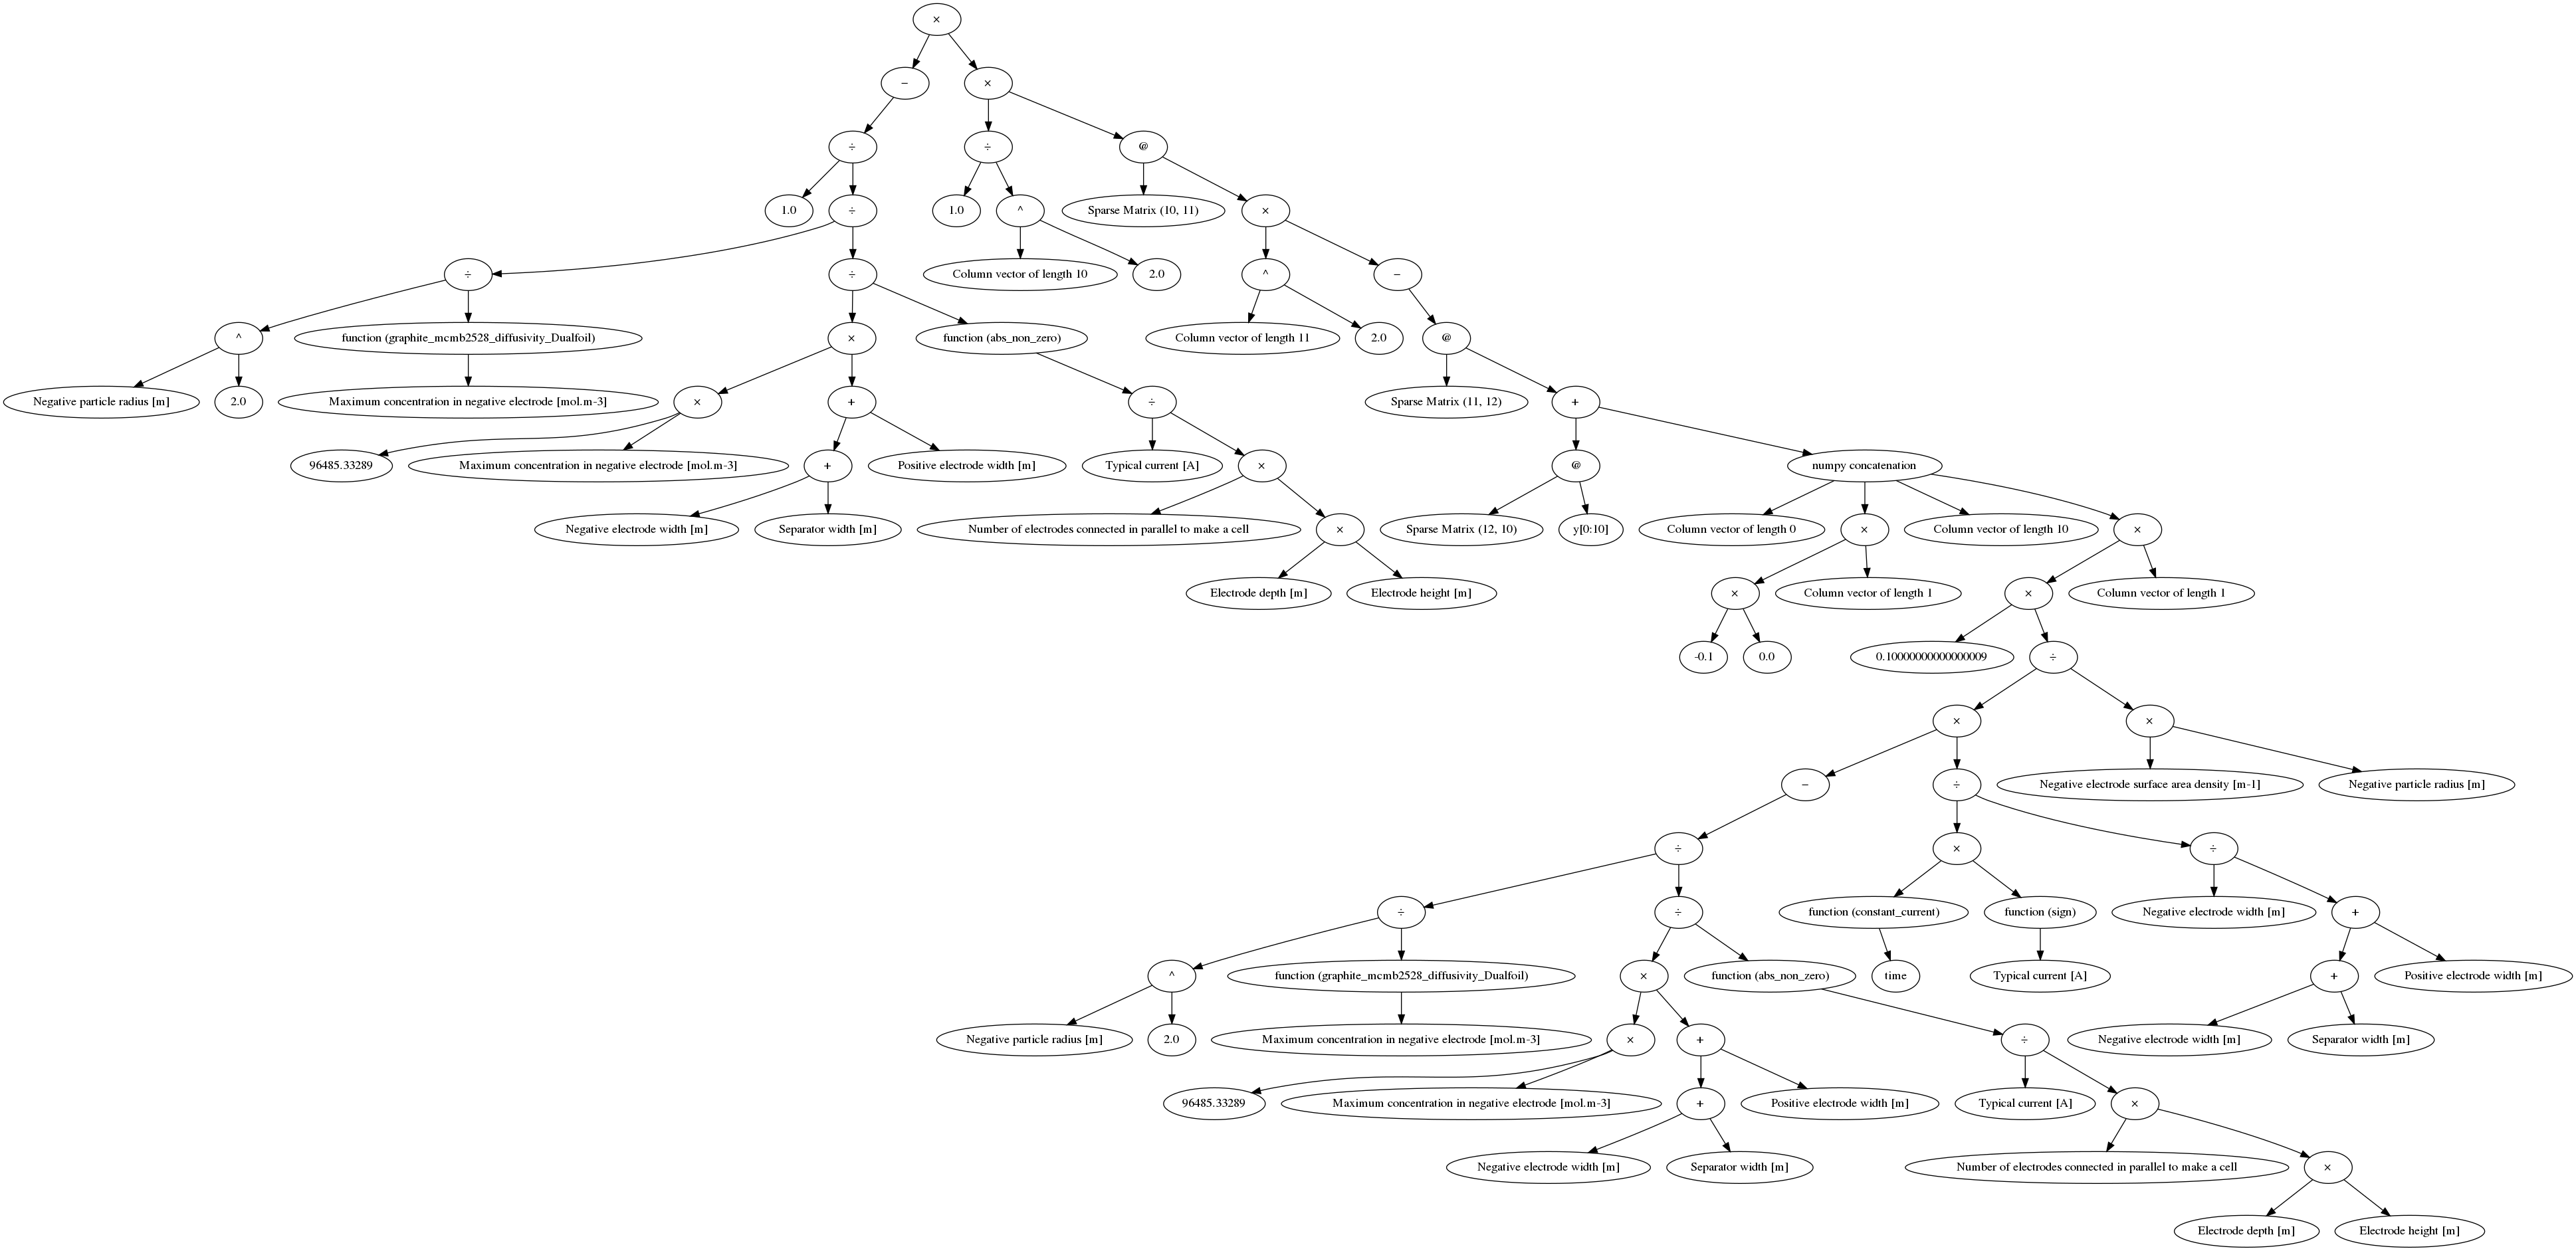 ×
− ×
÷ ÷ @
1.0 ÷ 1.0 ^ Sparse Matrix (10, 11) ×
÷ ÷ Column vector of length 10 2.0 ^ −
^ function (graphite_mcmb2528_diffusivity_Dualfoil) × function (abs_non_zero) Column vector of length 11 2.0 @
Negative particle radius [m] 2.0 Maximum concentration in negative electrode [mol.m-3] × + ÷ Sparse Matrix (11, 12) +
96485.33289 Maximum concentration in negative electrode [mol.m-3] + Positive electrode width [m] Typical current [A] × @ numpy concatenation
Negative electrode width [m] Separator width [m] Number of electrodes connected in parallel to make a cell × Sparse Matrix (12, 10) y[0:10] Column vector of length 0 × Column vector of length 10 ×
Electrode depth [m] Electrode height [m] × Column vector of length 1 × Column vector of length 1
-0.1 0.0 0.10000000000000009 ÷
× ×
− ÷ Negative electrode surface area density [m-1] Negative particle radius [m]
÷ × ÷
÷ ÷ function (constant_current) function (sign) Negative electrode width [m] +
^ function (graphite_mcmb2528_diffusivity_Dualfoil) × function (abs_non_zero) time Typical current [A] + Positive electrode width [m]
Negative particle radius [m] 2.0 Maximum concentration in negative electrode [mol.m-3] × + ÷ Negative electrode width [m] Separator width [m]
96485.33289 Maximum concentration in negative electrode [mol.m-3] + Positive electrode width [m] Typical current [A] ×
Negative electrode width [m] Separator width [m] Number of electrodes connected in parallel to make a cell ×
Electrode depth [m] Electrode height [m]